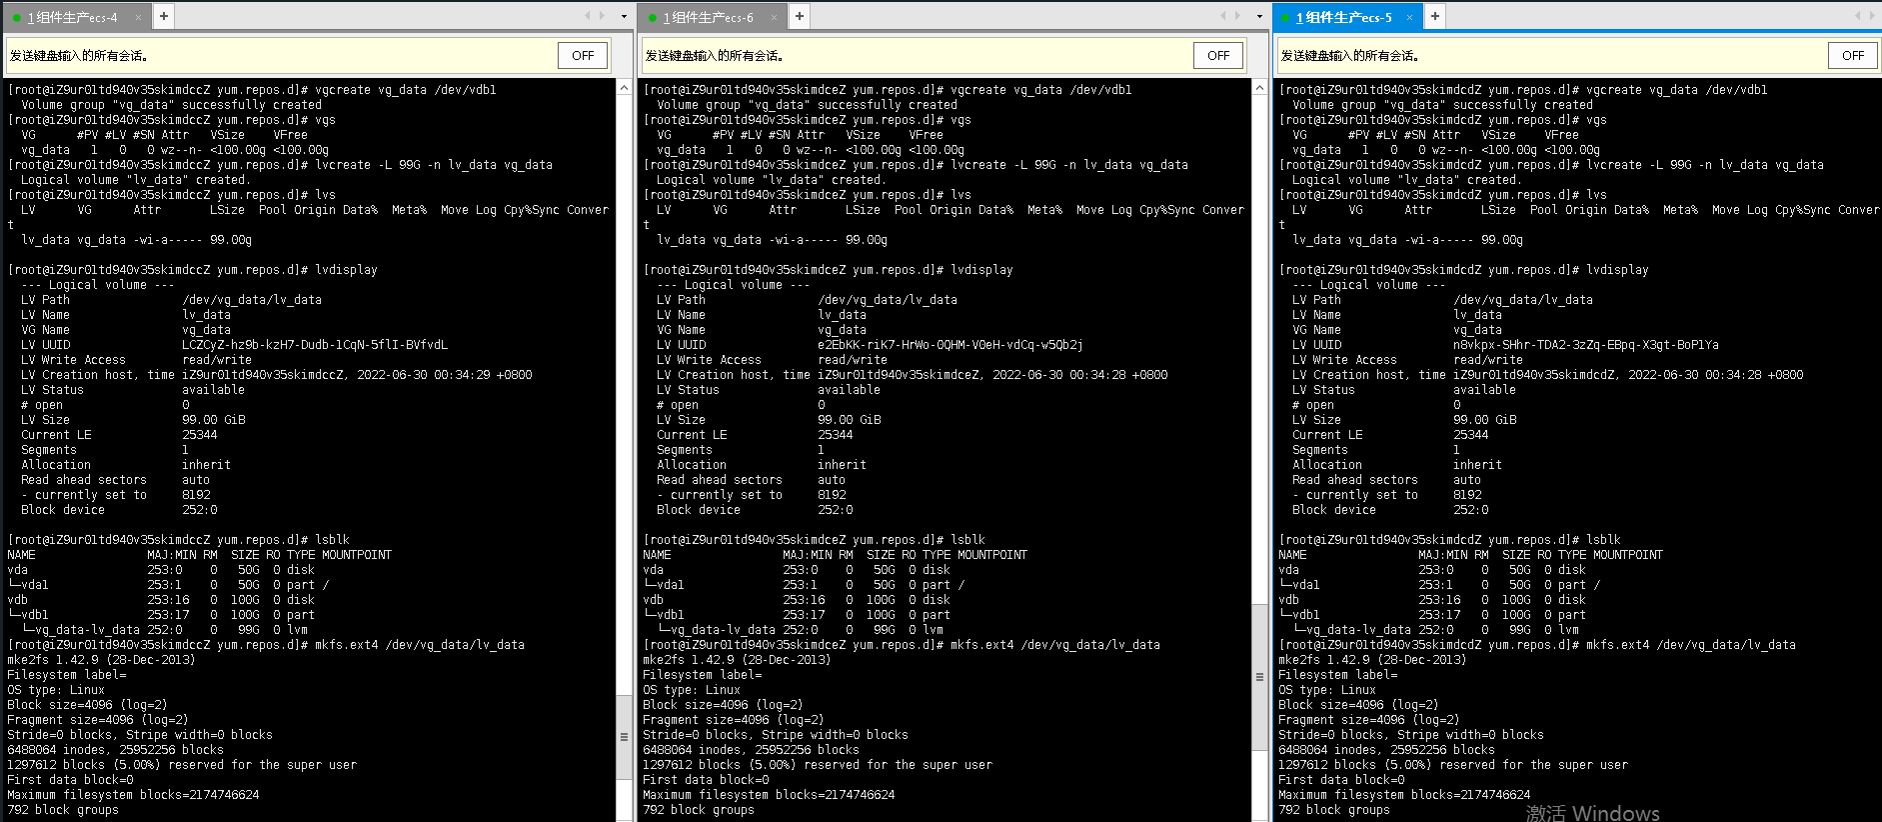 1 组件生产ecs-4 × +
发送键盘输入的所有会话。 OFF
[root@iZ9ur01td940v35skimdccZ yum.repos.d]# vgcreate vg_data /dev/vdb1
  Volume group "vg_data" successfully created
[root@iZ9ur01td940v35skimdccZ yum.repos.d]# vgs
  VG      #PV #LV #SN Attr   VSize    VFree
  vg_data   1   0   0 wz--n- <100.00g <100.00g
[root@iZ9ur01td940v35skimdccZ yum.repos.d]# lvcreate -L 99G -n lv_data vg_data
  Logical volume "lv_data" created.
[root@iZ9ur01td940v35skimdccZ yum.repos.d]# lvs
  LV      VG      Attr       LSize  Pool Origin Data%  Meta%  Move Log Cpy%Sync Conver
t
  lv_data vg_data -wi-a----- 99.00g
[root@iZ9ur01td940v35skimdccZ yum.repos.d]# lvdisplay
  --- Logical volume ---
  LV Path                /dev/vg_data/lv_data
  LV Name                lv_data
  VG Name                vg_data
  LV UUID                LCZCyZ-hz9b-kzH7-Dudb-1CqN-5flI-BVfvdL
  LV Write Access        read/write
  LV Creation host, time iZ9ur01td940v35skimdccZ, 2022-06-30 00:34:29 +0800
  LV Status              available
  # open                 0
  LV Size                99.00 GiB
  Current LE             25344
  Segments               1
  Allocation             inherit
  Read ahead sectors     auto
  - currently set to     8192
  Block device           252:0
[root@iZ9ur01td940v35skimdccZ yum.repos.d]# lsblk
NAME                MAJ:MIN RM  SIZE RO TYPE MOUNTPOINT
vda                 253:0    0   50G  0 disk
└─vda1              253:1    0   50G  0 part /
vdb                 253:16   0  100G  0 disk
└─vdb1              253:17   0  100G  0 part
  └─vg_data-lv_data 252:0    0   99G  0 lvm
[root@iZ9ur01td940v35skimdccZ yum.repos.d]# mkfs.ext4 /dev/vg_data/lv_data
mke2fs 1.42.9 (28-Dec-2013)
Filesystem label=
OS type: Linux
Block size=4096 (log=2)
Fragment size=4096 (log=2)
Stride=0 blocks, Stripe width=0 blocks
6488064 inodes, 25952256 blocks
1297612 blocks (5.00%) reserved for the super user
First data block=0
Maximum filesystem blocks=2174746624
792 block groups
1 组件生产ecs-6 × +
发送键盘输入的所有会话。 OFF
[root@iZ9ur01td940v35skimdceZ yum.repos.d]# vgcreate vg_data /dev/vdb1
  Volume group "vg_data" successfully created
[root@iZ9ur01td940v35skimdceZ yum.repos.d]# vgs
  VG      #PV #LV #SN Attr   VSize    VFree
  vg_data   1   0   0 wz--n- <100.00g <100.00g
[root@iZ9ur01td940v35skimdceZ yum.repos.d]# lvcreate -L 99G -n lv_data vg_data
  Logical volume "lv_data" created.
[root@iZ9ur01td940v35skimdceZ yum.repos.d]# lvs
  LV      VG      Attr       LSize  Pool Origin Data%  Meta%  Move Log Cpy%Sync Conver
t
  lv_data vg_data -wi-a----- 99.00g
[root@iZ9ur01td940v35skimdceZ yum.repos.d]# lvdisplay
  --- Logical volume ---
  LV Path                /dev/vg_data/lv_data
  LV Name                lv_data
  VG Name                vg_data
  LV UUID                e2EbKK-riK7-HrWo-0QHM-V0eH-vdCq-w5Qb2j
  LV Write Access        read/write
  LV Creation host, time iZ9ur01td940v35skimdceZ, 2022-06-30 00:34:28 +0800
  LV Status              available
  # open                 0
  LV Size                99.00 GiB
  Current LE             25344
  Segments               1
  Allocation             inherit
  Read ahead sectors     auto
  - currently set to     8192
  Block device           252:0
[root@iZ9ur01td940v35skimdceZ yum.repos.d]# lsblk
NAME                MAJ:MIN RM  SIZE RO TYPE MOUNTPOINT
vda                 253:0    0   50G  0 disk
└─vda1              253:1    0   50G  0 part /
vdb                 253:16   0  100G  0 disk
└─vdb1              253:17   0  100G  0 part
  └─vg_data-lv_data 252:0    0   99G  0 lvm
[root@iZ9ur01td940v35skimdceZ yum.repos.d]# mkfs.ext4 /dev/vg_data/lv_data
mke2fs 1.42.9 (28-Dec-2013)
Filesystem label=
OS type: Linux
Block size=4096 (log=2)
Fragment size=4096 (log=2)
Stride=0 blocks, Stripe width=0 blocks
6488064 inodes, 25952256 blocks
1297612 blocks (5.00%) reserved for the super user
First data block=0
Maximum filesystem blocks=2174746624
792 block groups
1 组件生产ecs-5 × +
发送键盘输入的所有会话。 OFF
[root@iZ9ur01td940v35skimdcdZ yum.repos.d]# vgcreate vg_data /dev/vdb1
  Volume group "vg_data" successfully created
[root@iZ9ur01td940v35skimdcdZ yum.repos.d]# vgs
  VG      #PV #LV #SN Attr   VSize    VFree
  vg_data   1   0   0 wz--n- <100.00g <100.00g
[root@iZ9ur01td940v35skimdcdZ yum.repos.d]# lvcreate -L 99G -n lv_data vg_data
  Logical volume "lv_data" created.
[root@iZ9ur01td940v35skimdcdZ yum.repos.d]# lvs
  LV      VG      Attr       LSize  Pool Origin Data%  Meta%  Move Log Cpy%Sync Conver
t
  lv_data vg_data -wi-a----- 99.00g
[root@iZ9ur01td940v35skimdcdZ yum.repos.d]# lvdisplay
  --- Logical volume ---
  LV Path                /dev/vg_data/lv_data
  LV Name                lv_data
  VG Name                vg_data
  LV UUID                n8vkpx-SHhr-TDA2-3zZq-EBpq-X3gt-BoPlYa
  LV Write Access        read/write
  LV Creation host, time iZ9ur01td940v35skimdcdZ, 2022-06-30 00:34:28 +0800
  LV Status              available
  # open                 0
  LV Size                99.00 GiB
  Current LE             25344
  Segments               1
  Allocation             inherit
  Read ahead sectors     auto
  - currently set to     8192
  Block device           252:0
[root@iZ9ur01td940v35skimdcdZ yum.repos.d]# lsblk
NAME                MAJ:MIN RM  SIZE RO TYPE MOUNTPOINT
vda                 253:0    0   50G  0 disk
└─vda1              253:1    0   50G  0 part /
vdb                 253:16   0  100G  0 disk
└─vdb1              253:17   0  100G  0 part
  └─vg_data-lv_data 252:0    0   99G  0 lvm
[root@iZ9ur01td940v35skimdcdZ yum.repos.d]# mkfs.ext4 /dev/vg_data/lv_data
mke2fs 1.42.9 (28-Dec-2013)
Filesystem label=
OS type: Linux
Block size=4096 (log=2)
Fragment size=4096 (log=2)
Stride=0 blocks, Stripe width=0 blocks
6488064 inodes, 25952256 blocks
1297612 blocks (5.00%) reserved for the super user
First data block=0
Maximum filesystem blocks=2174746624
792 block groups
激活 Windows